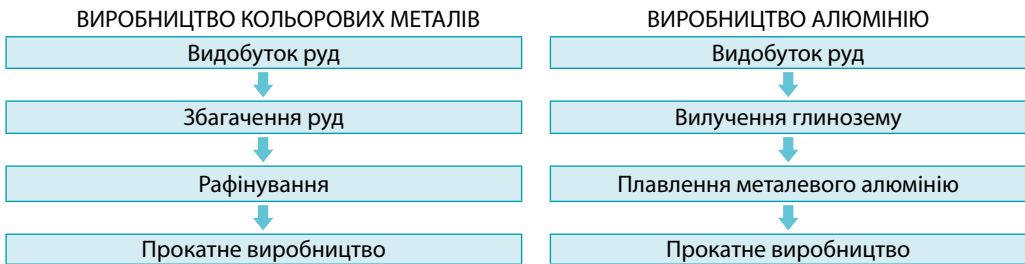 ВИРОБНИЦТВО КОЛЬОРОВИХ МЕТАЛІВ
Видобуток руд
Збагачення руд
Рафінування
Прокатне виробництво
ВИРОБНИЦТВО АЛЮМІНІЮ
Видобуток руд
Вилучення глинозему
Плавлення металевого алюмінію
Прокатне виробництво